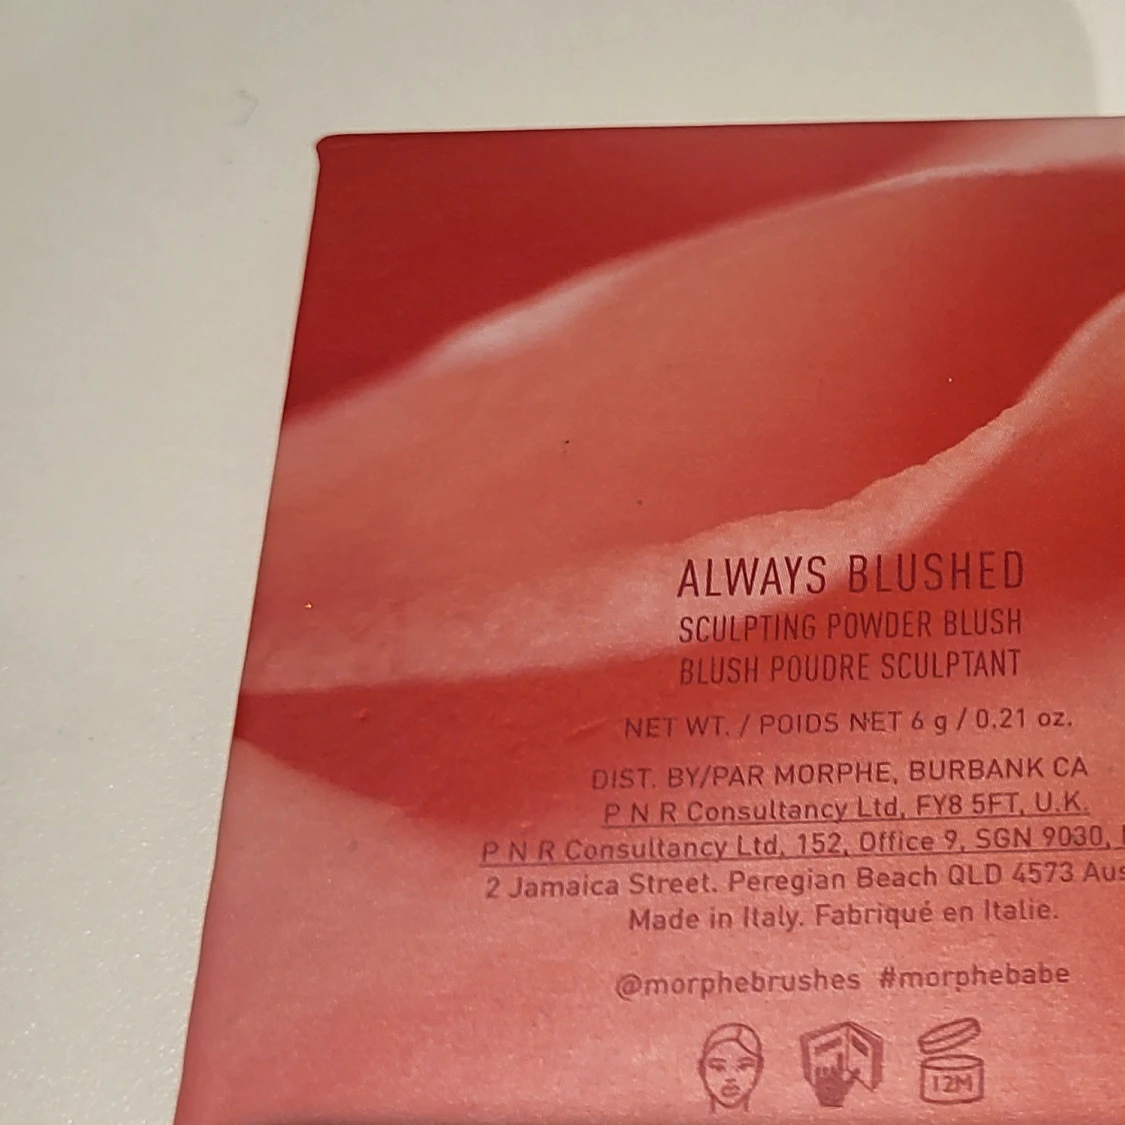 ALWAYS BLUSHED
SCULPTING POWDER BLUSH
BLUSH POUDRE SCULPTANT
NET WT. / POIDS NET 6 g / 0.21 oz.
DIST. BY/PAR MORPHE, BURBANK CA
P N R Consultancy Ltd, FY8 5FT, U.K.
P N R Consultancy Ltd, 152, Office 9, SGN 9030,
2 Jamaica Street. Peregian Beach QLD 4573 Aus
Made in Italy. Fabriqué en Italie.
@morphebrushes #morphebabe
12M